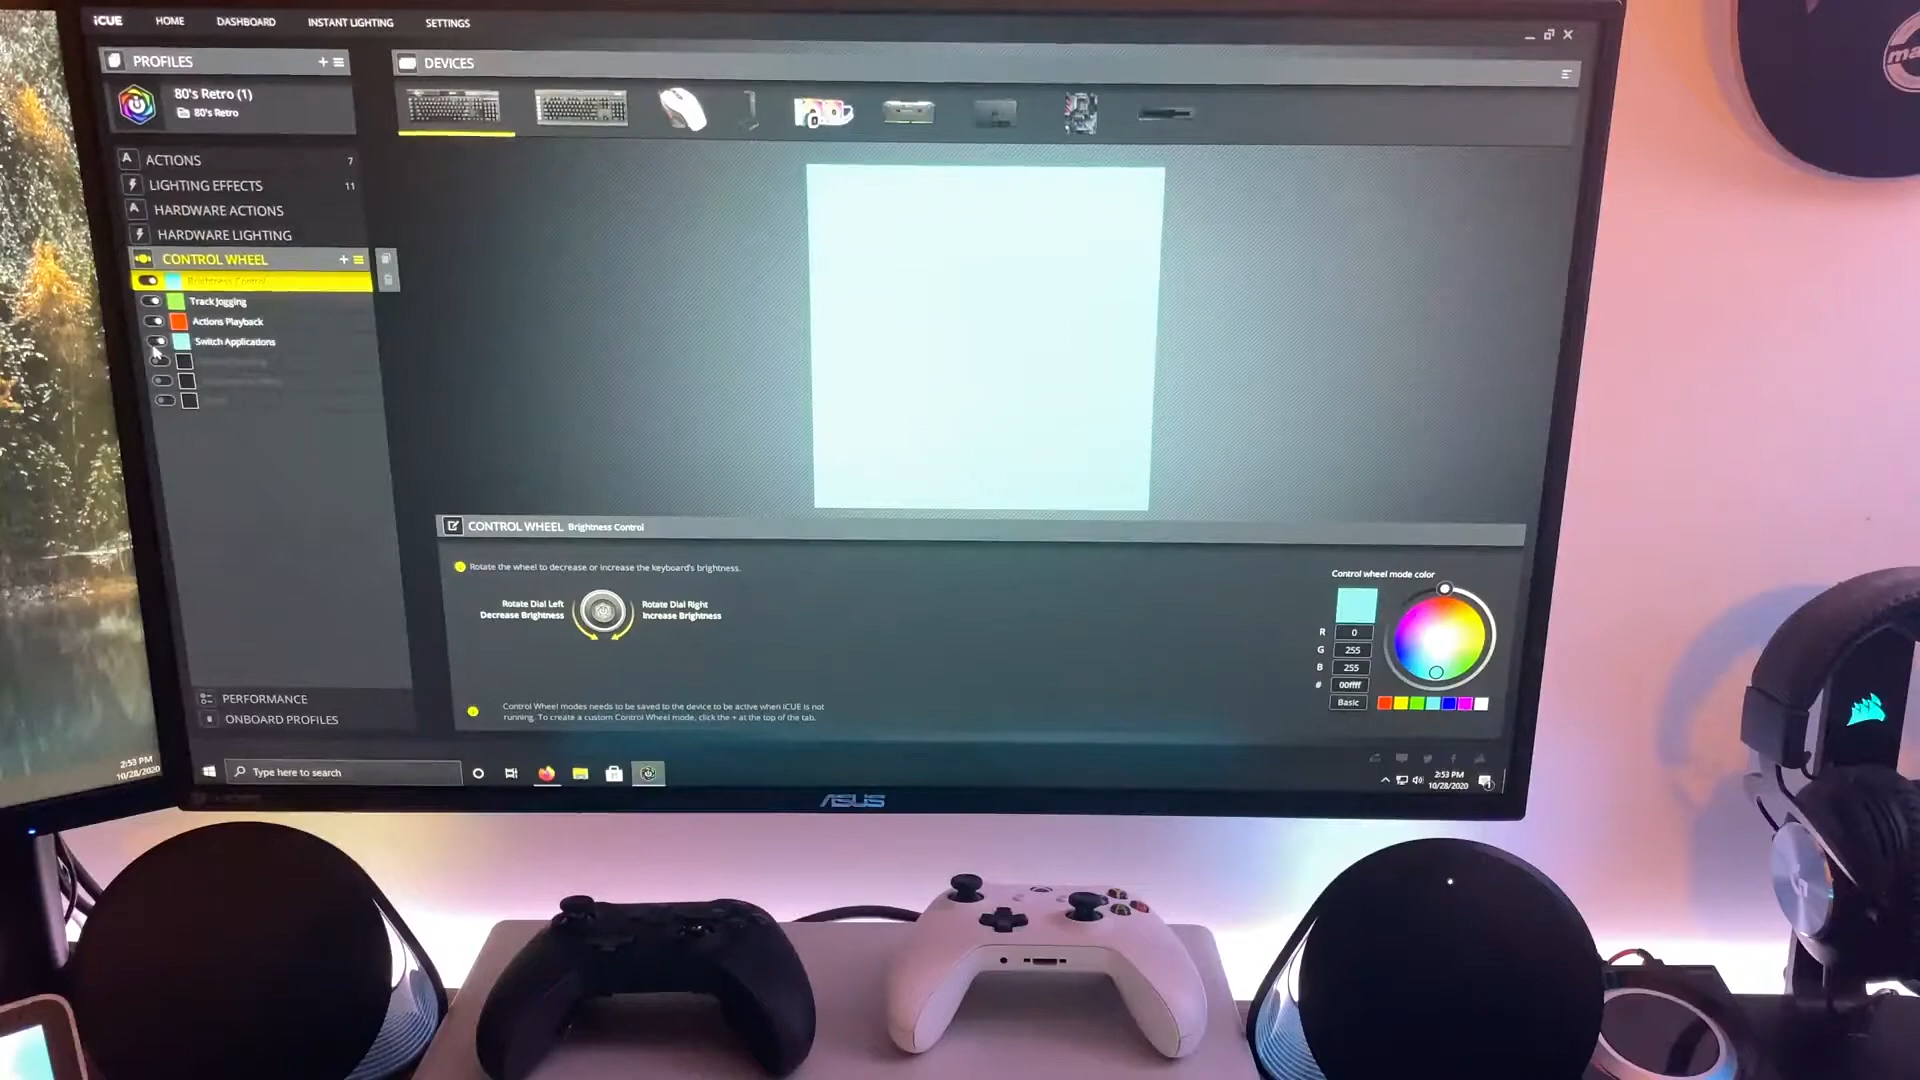 iCUE HOME DASHBOARD INSTANT LIGHTING SETTINGS
PROFILES +
80's Retro (1)
80's Retro
DEVICES
A ACTIONS 7
LIGHTING EFFECTS 11
A HARDWARE ACTIONS
HARDWARE LIGHTING
CONTROL WHEEL +
Brightness Control
Track Jogging
Actions Playback
Switch Applications
CONTROL WHEEL Brightness Control
Rotate the wheel to decrease or increase the keyboard's brightness.
Rotate Dial Left
Decrease Brightness
Rotate Dial Right
Increase Brightness
Control wheel mode color
R 0
G 255
B 255
# 00ffff
Basic
Control Wheel modes needs to be saved to the device to be active when iCUE is not
running. To create a custom Control Wheel mode, click the + at the top of the tab.
PERFORMANCE
ONBOARD PROFILES
2:53 PM
10/28/2020
Type here to search
2:53 PM
10/28/2020
ASUS